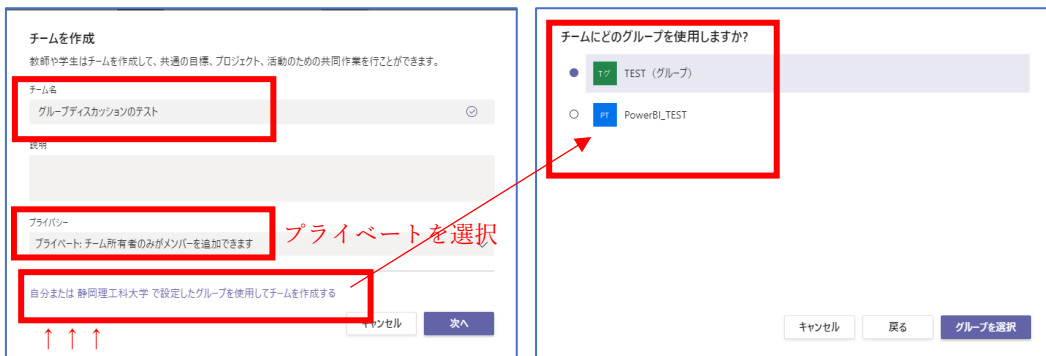 チームを作成
教師や学生はチームを作成して、共通の目標、プロジェクト、活動のための共同作業を行ことができます。
チーム名
グループディスカッションのテスト
説明
プライバシー
プライベート: チーム所有者のみがメンバーを追加できます
プライベートを選択
自分または 静岡理工科大学 で設定したグループを使用してチームを作成する
キャンセル
次へ
↑ ↑ ↑
チームにどのグループを使用しますか?
Tグ
TEST（グループ）
PT
PowerBI_TEST
キャンセル
戻る
グループを選択